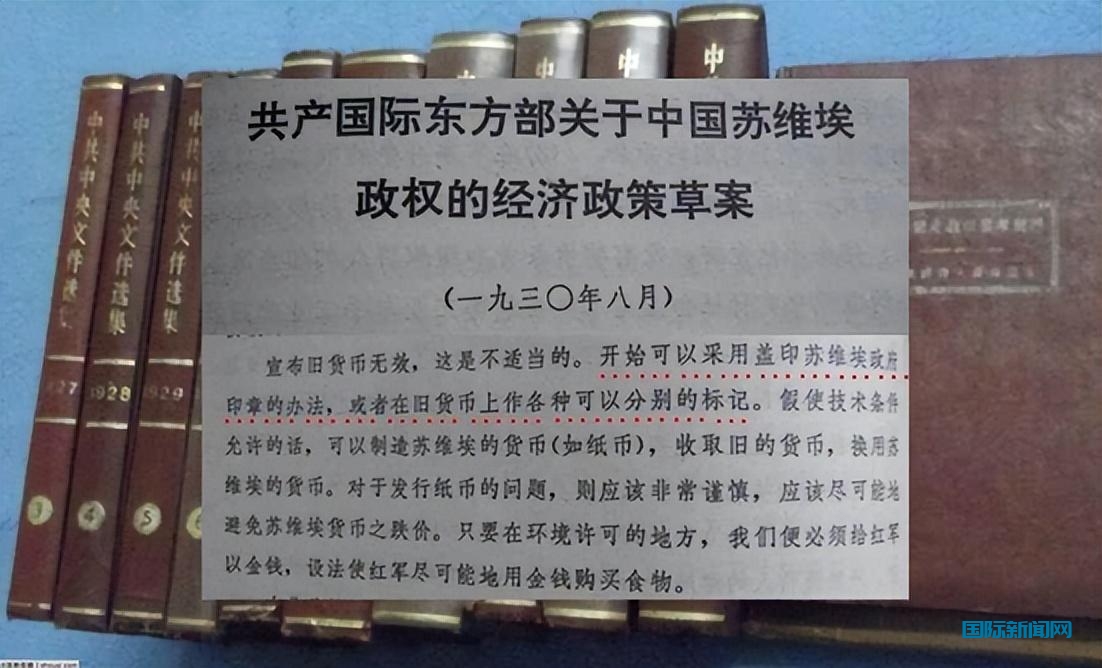 共产国际东方部关于中国苏维埃
政权的经济政策草案
（一九三〇年八月）
宣布旧货币无效，这是不适当的。开始可以采用盖印苏维埃政府
印章的办法，或者在旧货币上作各种可以分别的标记。假使技术条件
允许的话，可以制造苏维埃的货币(如纸币)，收取旧的货币，换用苏
维埃的货币。对于发行纸币的问题，则应该非常谨慎，应该尽可能地
避免苏维埃货币之跌价。只要在环境许可的地方，我们便必须给红军
以金钱，设法使红军尽可能地用金钱购买食物。
中共中央文件选
27
3
中共中央文件选集
1928
4
中共中央文件选集
1929
5
中
中
中
中
国际新闻网